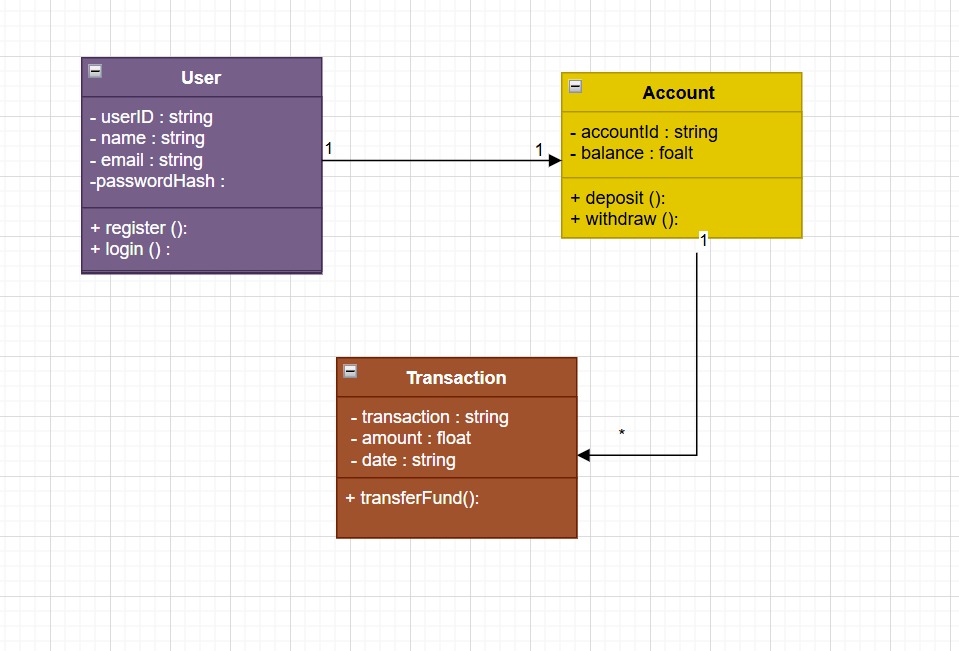 User
- userID : string
- name : string
- email : string
-passwordHash :
+ register ():
+ login () :
1
1
Account
- accountId : string
- balance : foalt
+ deposit ():
+ withdraw ():
1
Transaction
- transaction : string
- amount : float
- date : string
+ transferFund():
*